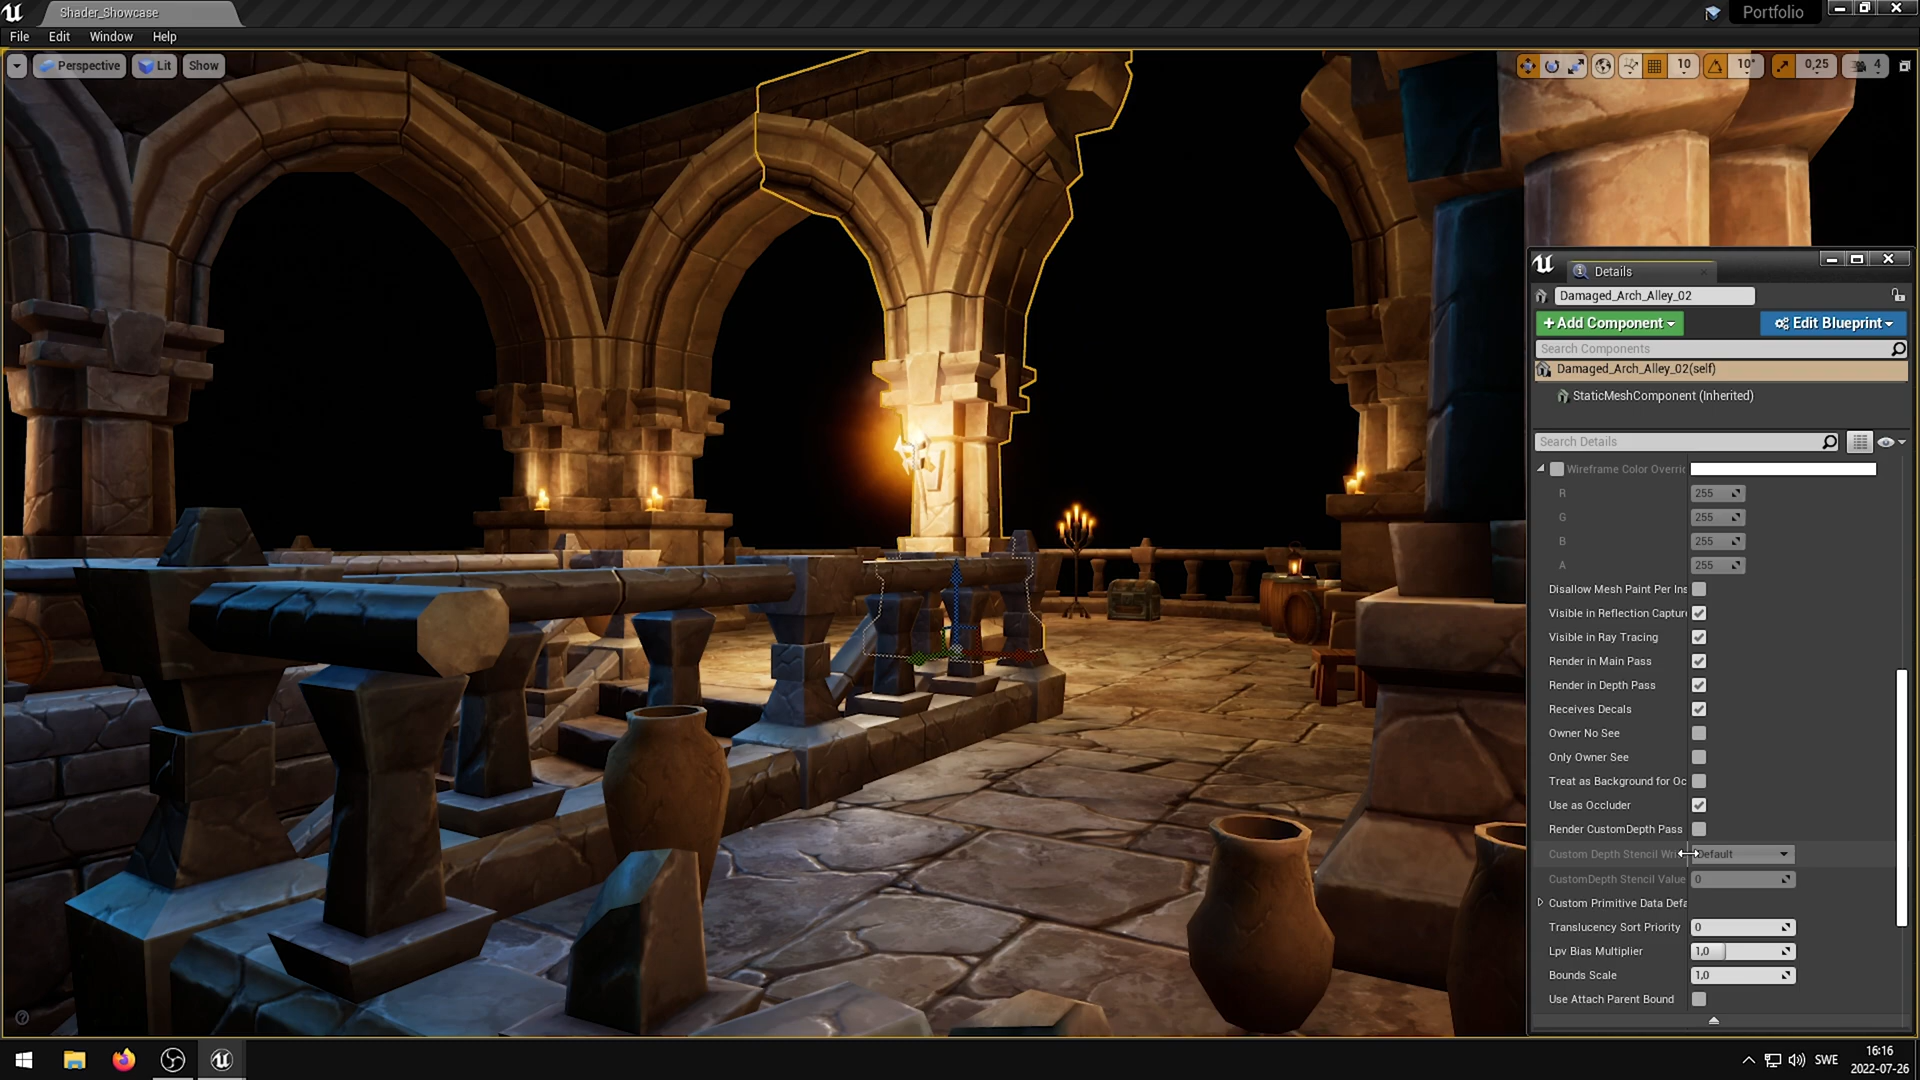 Shader_Showcase
Portfolio
File Edit Window Help
Perspective Lit Show
10 10° 0,25 4
Details
Damaged_Arch_Alley_02
+Add Component
Edit Blueprint
Search Components
Damaged_Arch_Alley_02(self)
StaticMeshComponent (Inherited)
Search Details
Wireframe Color Overri
R 255
G 255
B 255
A 255
Disallow Mesh Paint Per Ins
Visible in Reflection Capture
Visible in Ray Tracing
Render in Main Pass
Render in Depth Pass
Receives Decals
Owner No See
Only Owner See
Treat as Background for Oc
Use as Occluder
Render CustomDepth Pass
Custom Depth Stencil Wri Default
CustomDepth Stencil Value 0
Custom Primitive Data Defa
Translucency Sort Priority 0
Lpv Bias Multiplier 1,0
Bounds Scale 1,0
Use Attach Parent Bound
SWE
16:16
2022-07-26